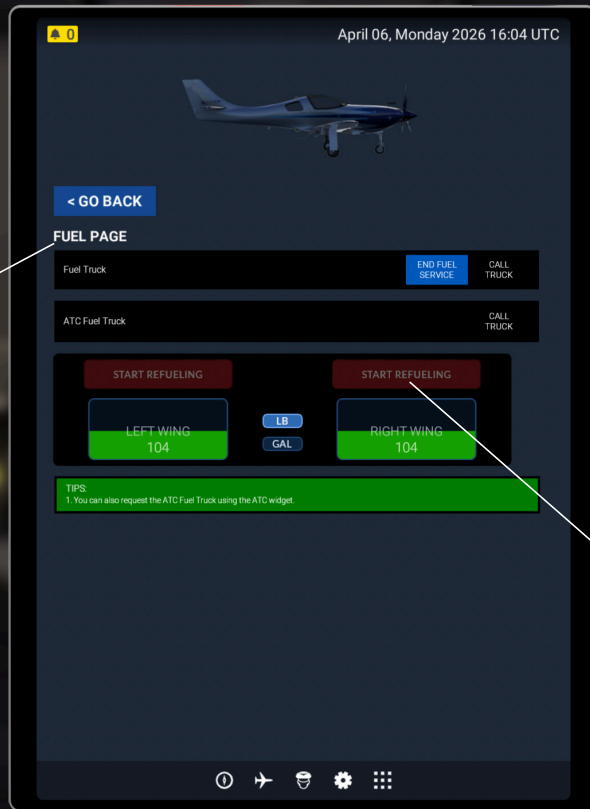 0
April 06, Monday 2026 16:04 UTC
< GO BACK
FUEL PAGE
Fuel Truck
END FUEL
SERVICE
CALL
TRUCK
ATC Fuel Truck
CALL
TRUCK
START REFUELING
START REFUELING
LEFT WING
104
LB
GAL
RIGHT WING
104
TIPS:
1. You can also request the ATC Fuel Truck using the ATC widget.